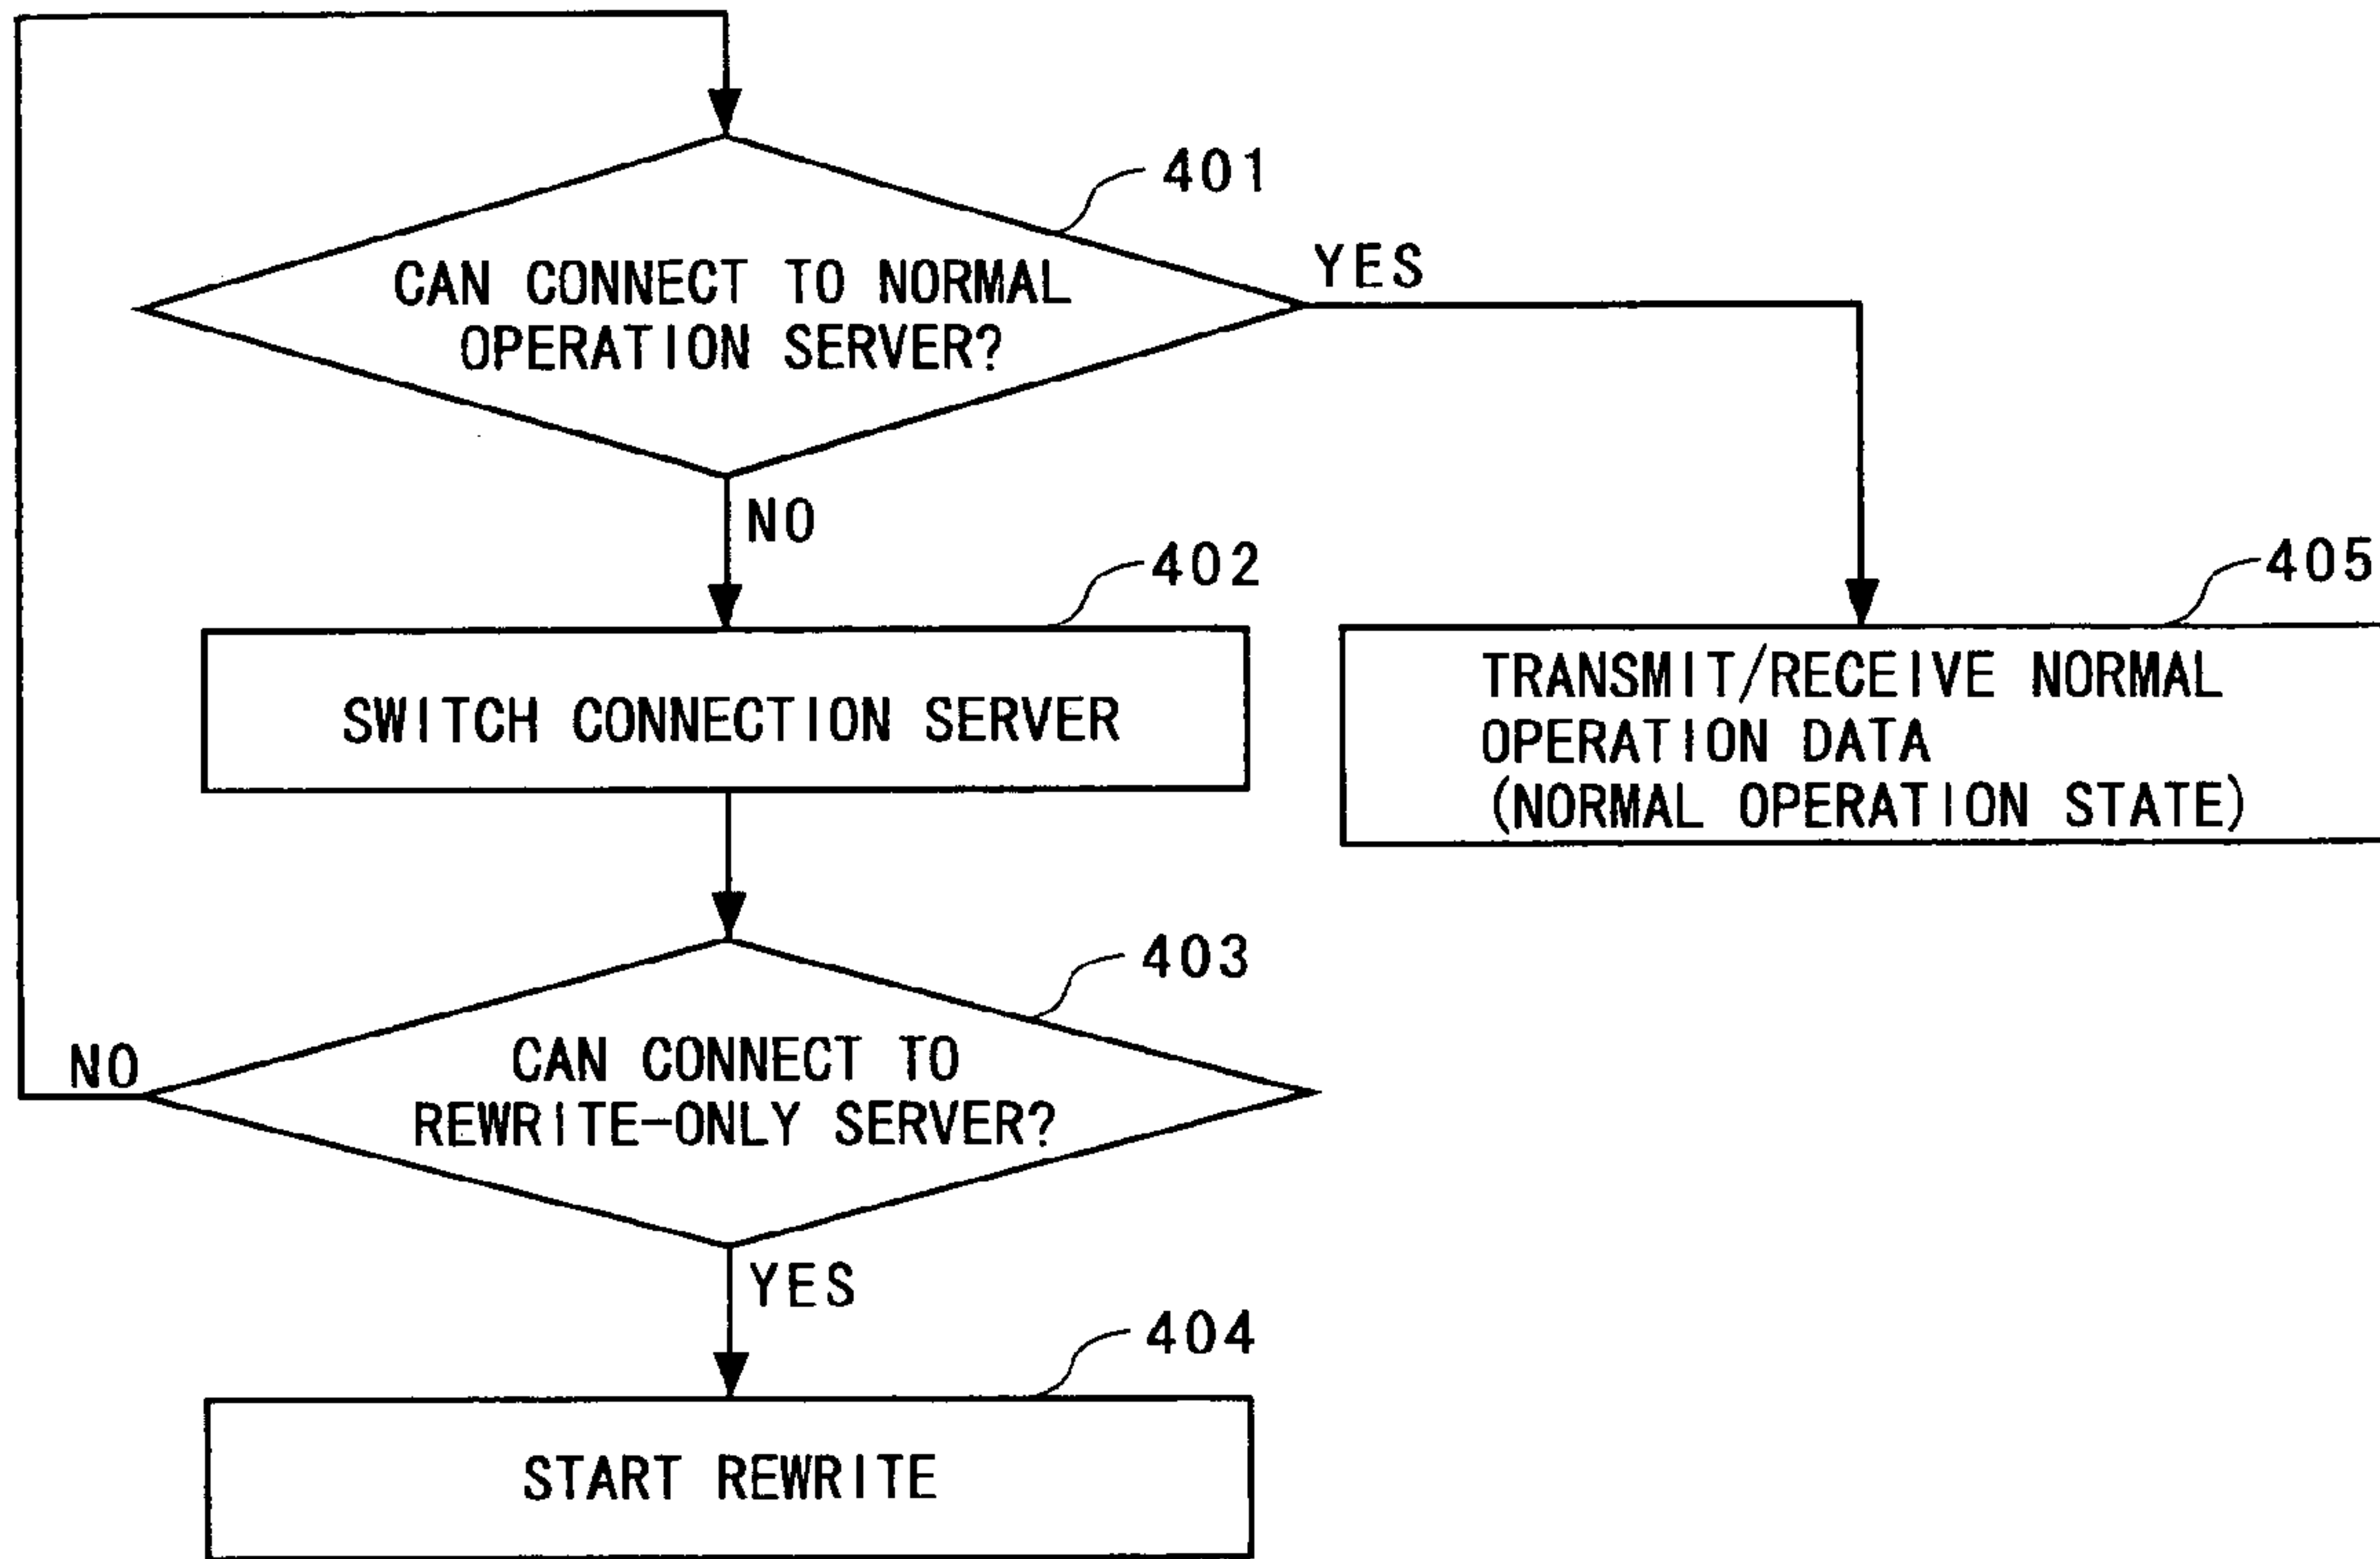 401
CAN CONNECT TO NORMAL
OPERATION SERVER?
YES
NO
402
SWITCH CONNECTION SERVER
405
TRANSMIT/RECEIVE NORMAL
OPERATION DATA
(NORMAL OPERATION STATE)
403
CAN CONNECT TO
REWRITE-ONLY SERVER?
NO
YES
404
START REWRITE